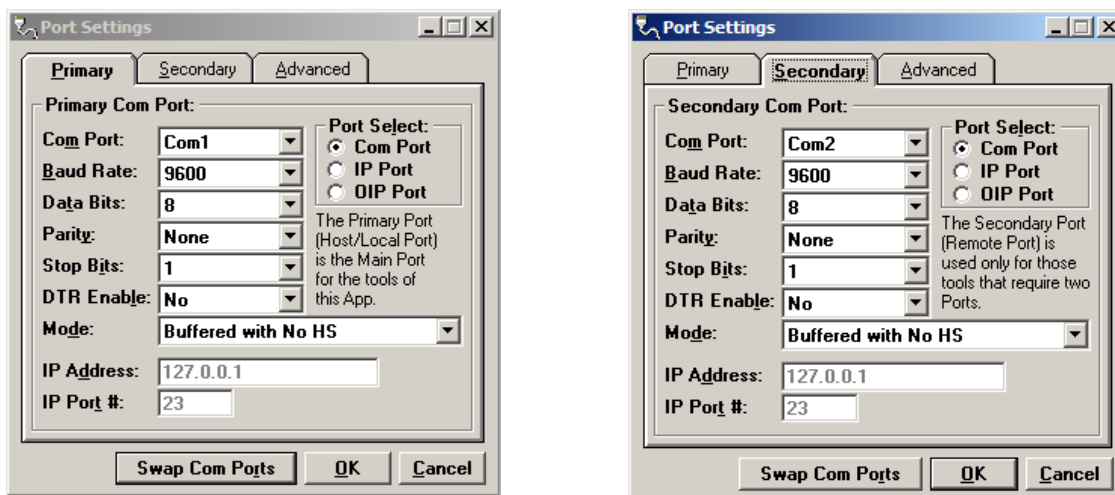 Port Settings
Primary
Secondary
Advanced
Primary Com Port:
Com Port:
Com1
Baud Rate:
9600
Data Bits:
8
Parity:
None
Stop Bits:
1
DTR Enable:
No
Mode:
Buffered with No HS
IP Address:
127.0.0.1
IP Port #:
23
Port Select:
Com Port
IP Port
OIP Port
The Primary Port
(Host/Local Port)
is the Main Port
for the tools of
this App.
Swap Com Ports
OK
Cancel
Port Settings
Primary
Secondary
Advanced
Secondary Com Port:
Com Port:
Com2
Baud Rate:
9600
Data Bits:
8
Parity:
None
Stop Bits:
1
DTR Enable:
No
Mode:
Buffered with No HS
IP Address:
127.0.0.1
IP Port #:
23
Port Select:
Com Port
IP Port
OIP Port
The Secondary Port
(Remote Port) is
used only for those
tools that require two
Ports.
Swap Com Ports
OK
Cancel